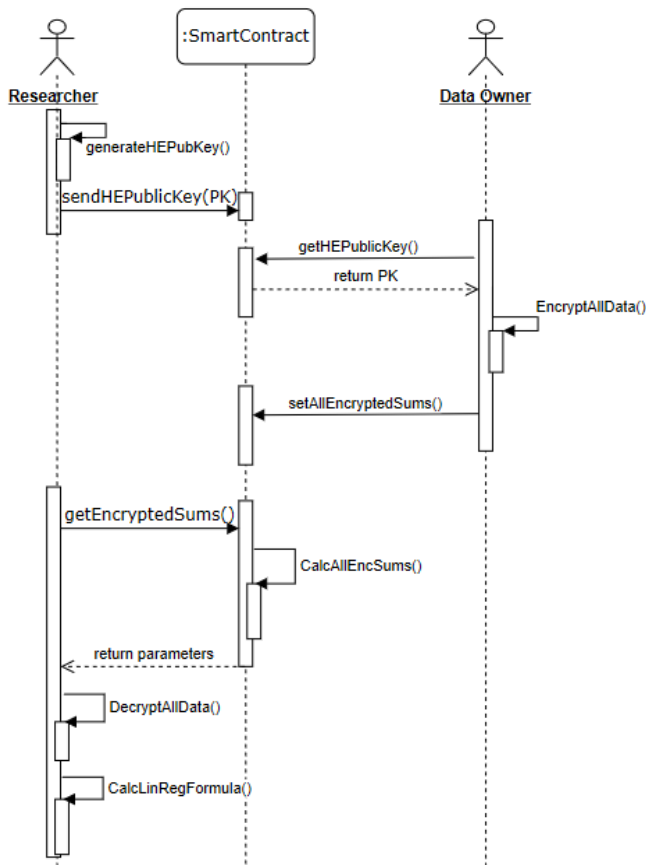 :SmartContract
Researcher
Data Owner
generateHEPubKey()
sendHEPublicKey(PK)
getHEPublicKey()
return PK
EncryptAllData()
setAllEncryptedSums()
getEncryptedSums()
CalcAllEncSums()
return parameters
DecryptAllData()
CalcLinRegFormula()